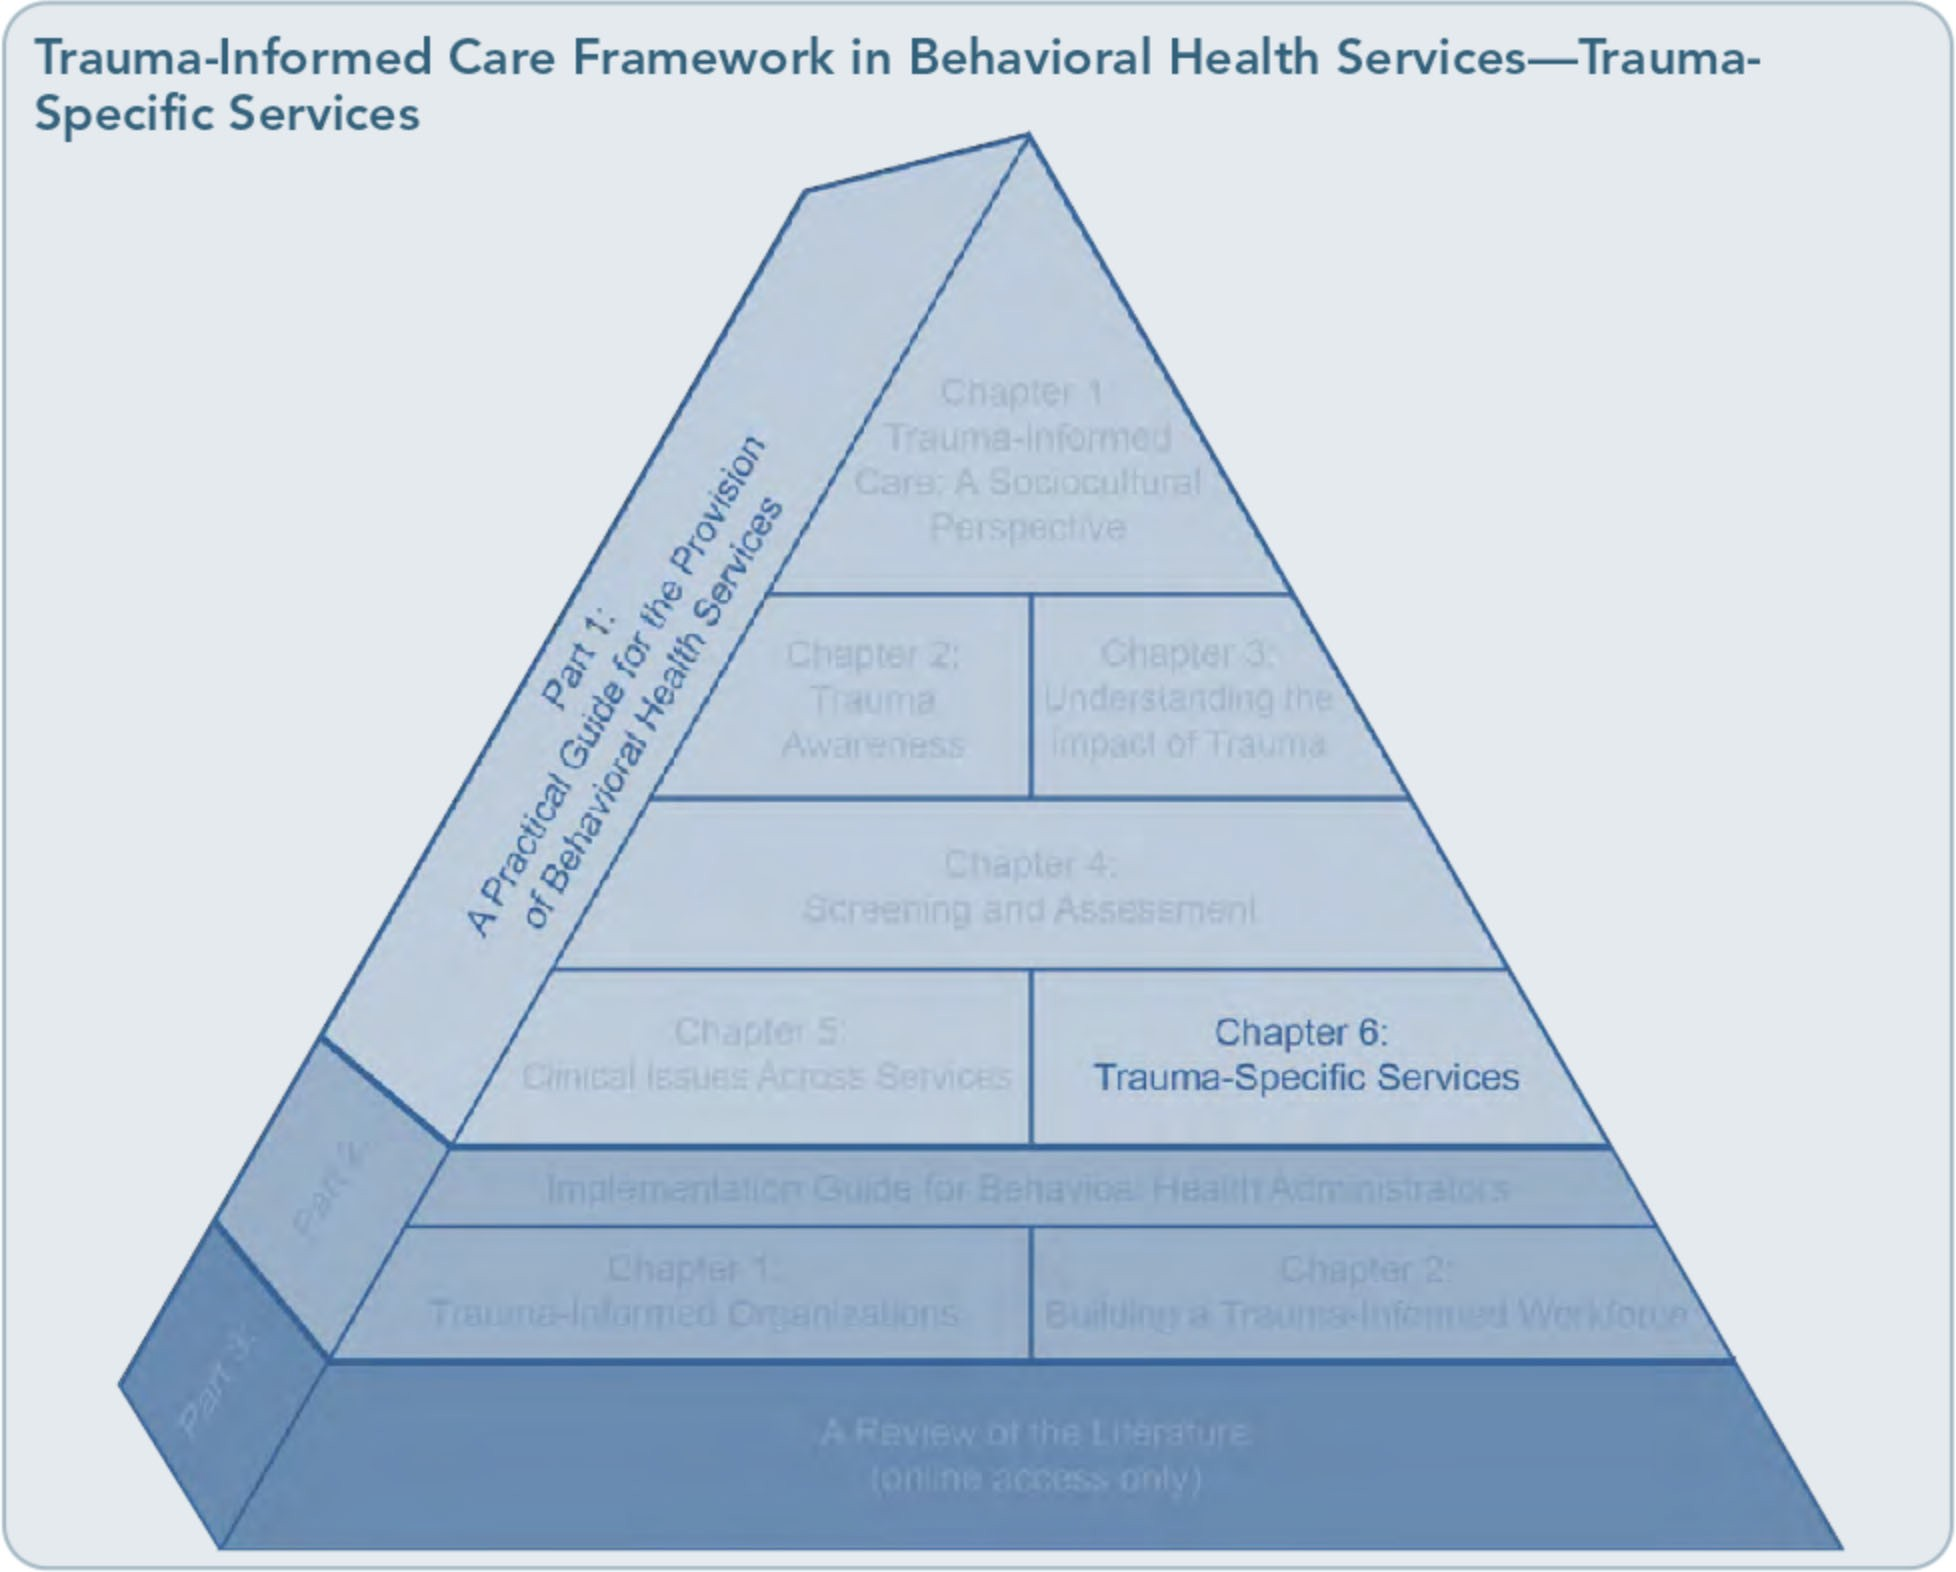 Trauma-Informed Care Framework in Behavioral Health Services—Trauma-
Specific Services
Part 1:
A Practical Guide for the Provision
of Behavioral Health Services
Chapter 1
Trauma-Informed
Care: A Sociocultural
Perspective
Chapter 2:
Trauma
Awareness
Chapter 3:
Understanding the
Impact of Trauma
Chapter 4:
Screening and Assessment
Chapter 5:
Clinical Issues Across Services
Chapter 6:
Trauma-Specific Services
Part 2:
Implementation Guide for Behavioral Health Administrators
Chapter 1:
Trauma-Informed Organizations
Chapter 2:
Building a Trauma-Informed Workforce
Part 3:
A Review of the Literature
(online access only)